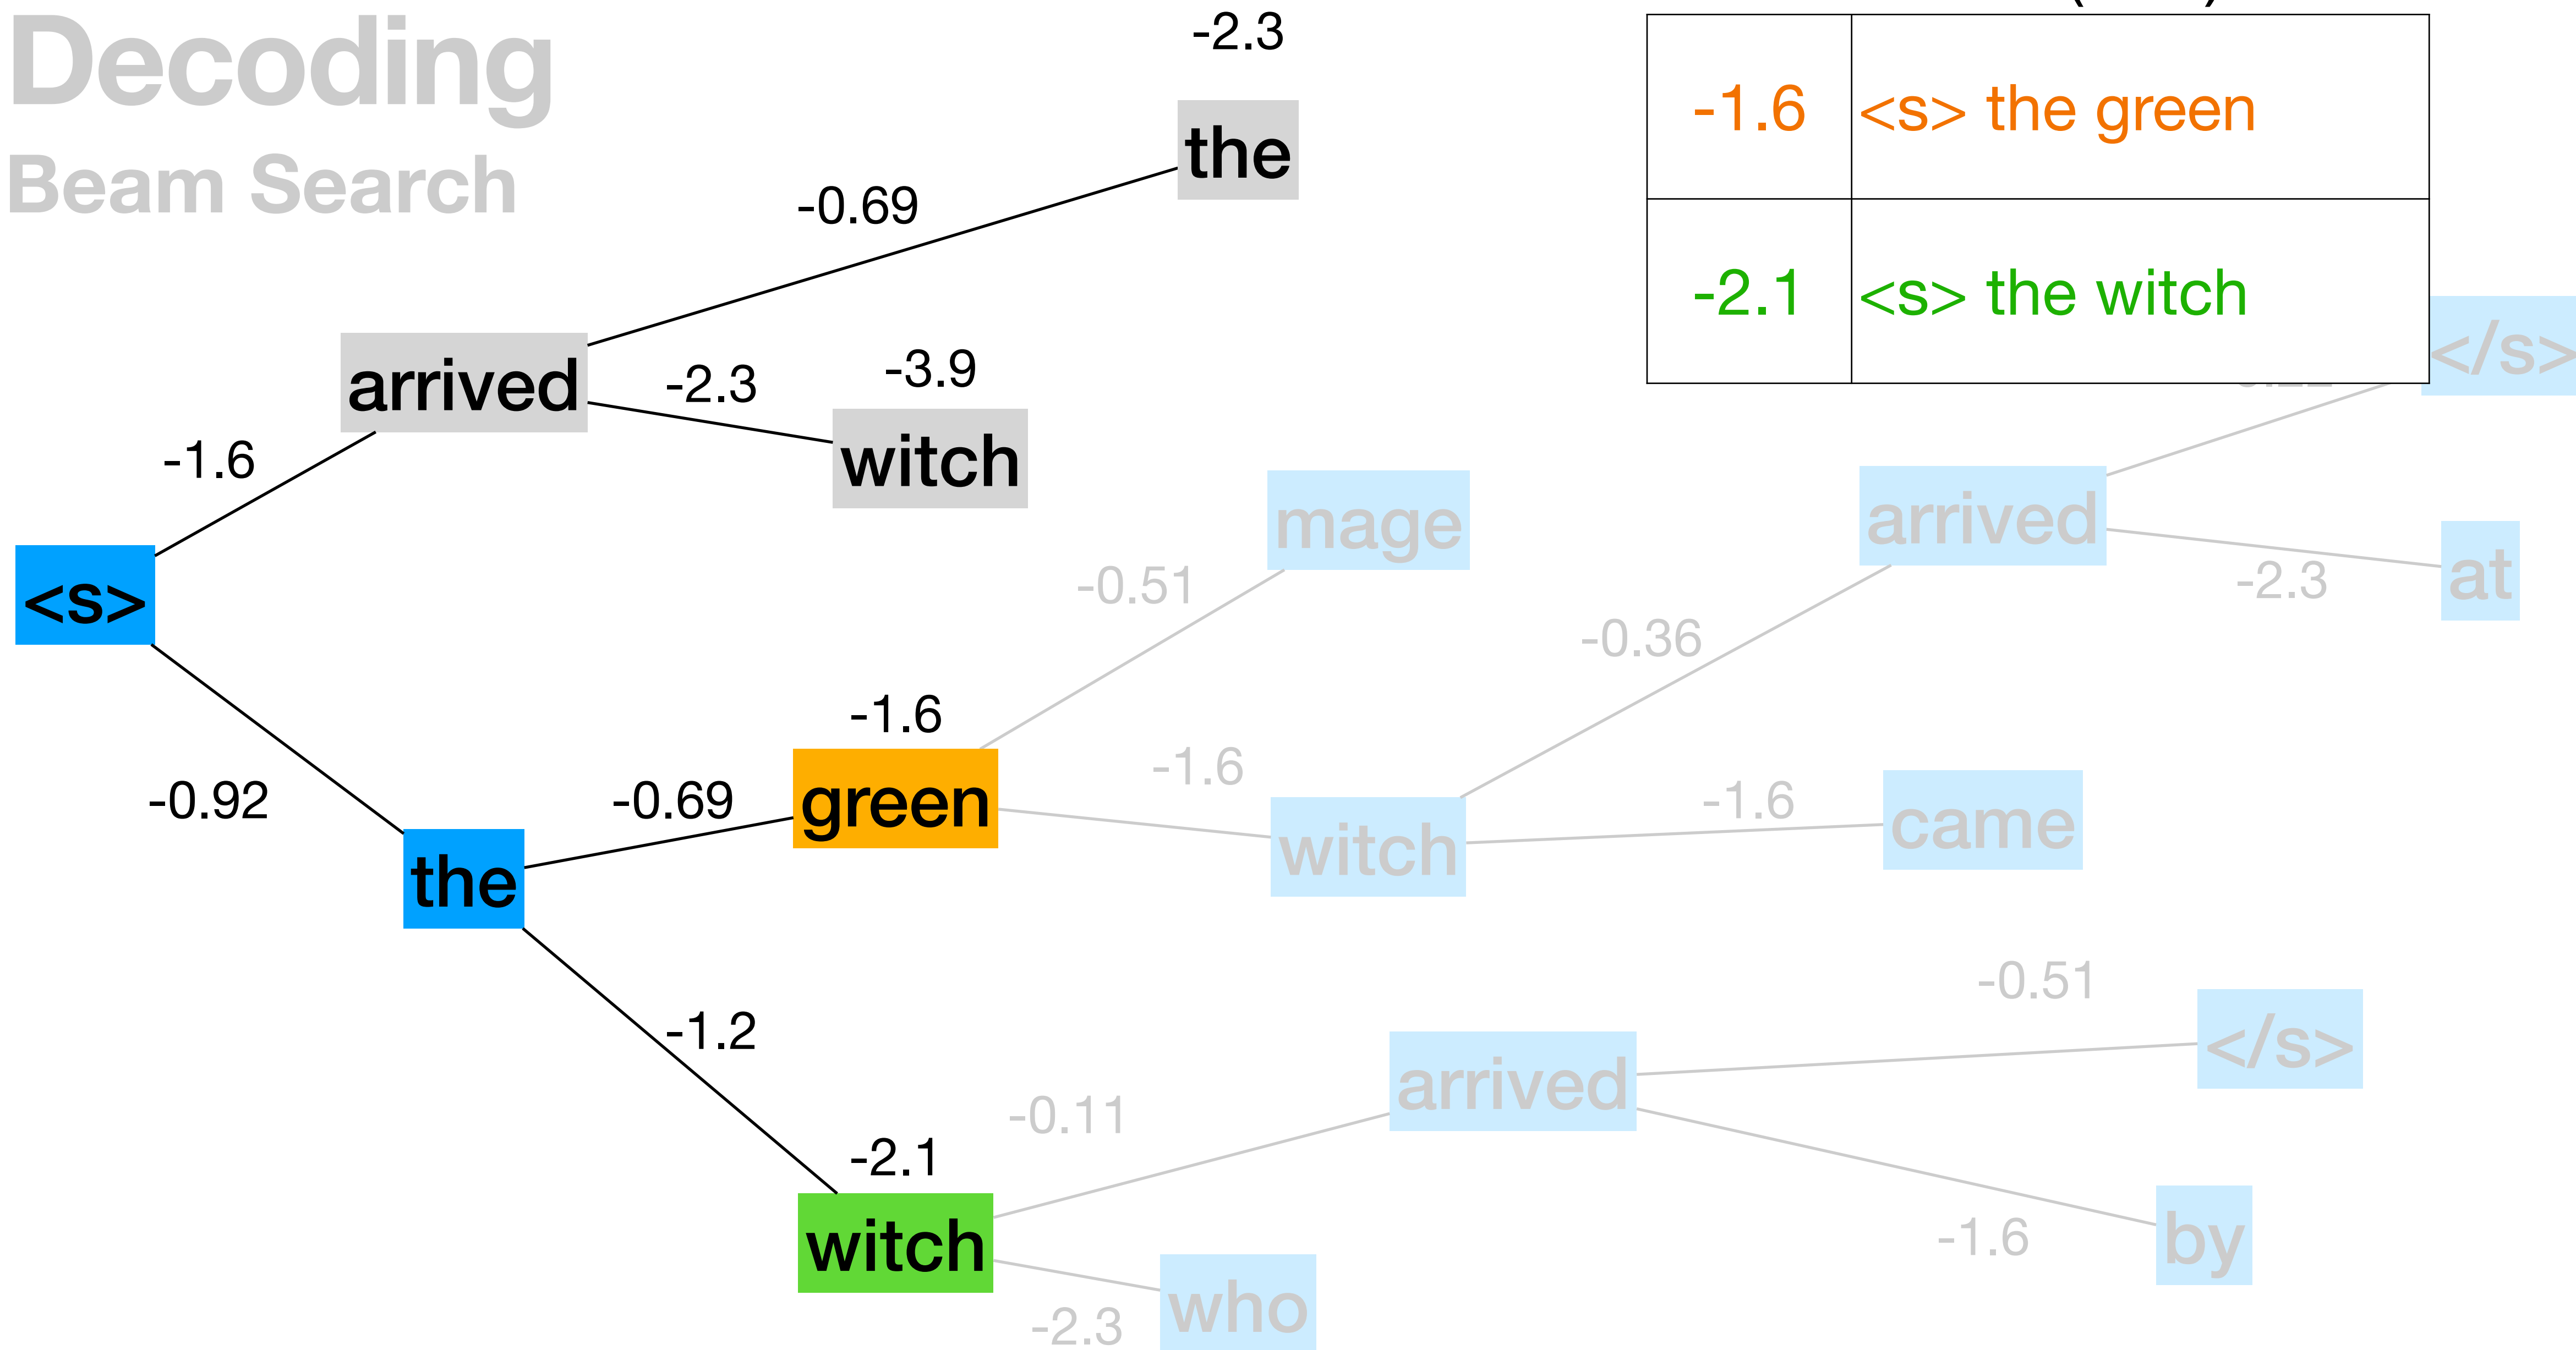 Decoding
Beam Search
-2.3
the
-0.69
-1.6 <s> the green
-2.1 <s> the witch
</s>
arrived
-2.3
-3.9
witch
-1.6
<s>
mage
-0.51
arrived
at
-2.3
-0.36
-1.6
green
-0.92
-0.69
-1.6
witch
-1.6
came
the
-1.2
-0.51
</s>
arrived
-0.11
-2.1
witch
by
-1.6
who
-2.3